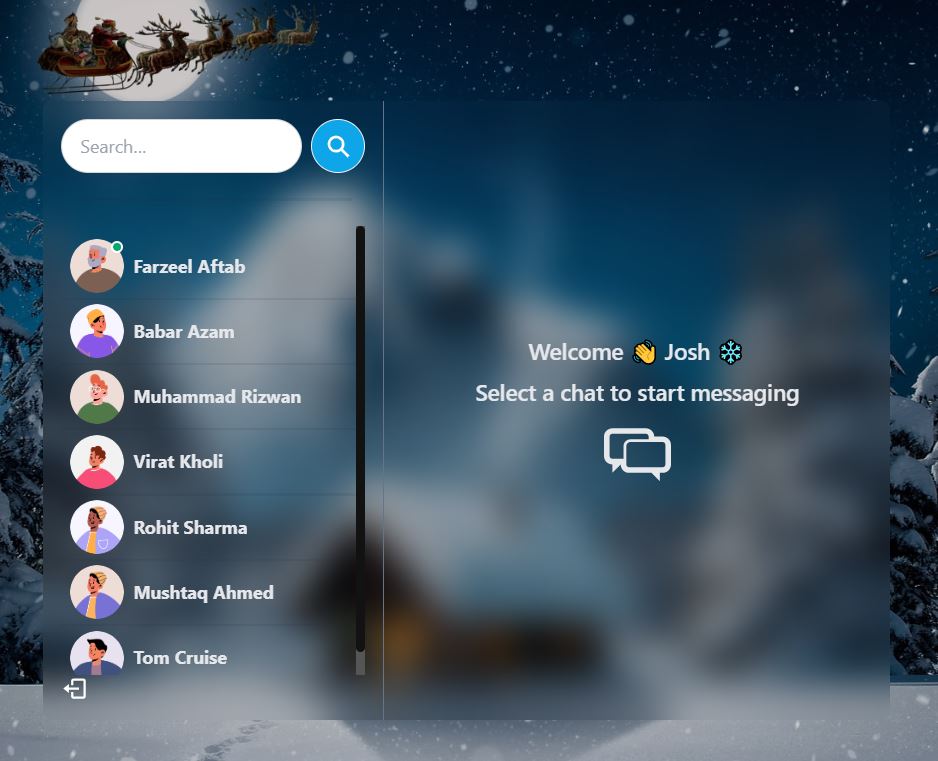 Search...
Farzeel Aftab
Babar Azam
Muhammad Rizwan
Virat Kholi
Rohit Sharma
Mushtaq Ahmed
Tom Cruise
Welcome 👋 Josh ❄
Select a chat to start messaging